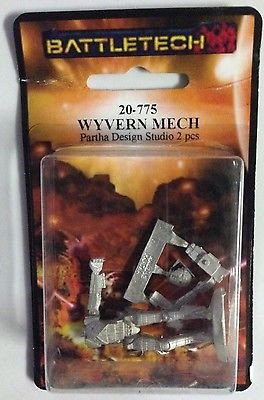 BATTLETECH
20-775
WYVERN MECH
Partha Design Studio 2 pcs